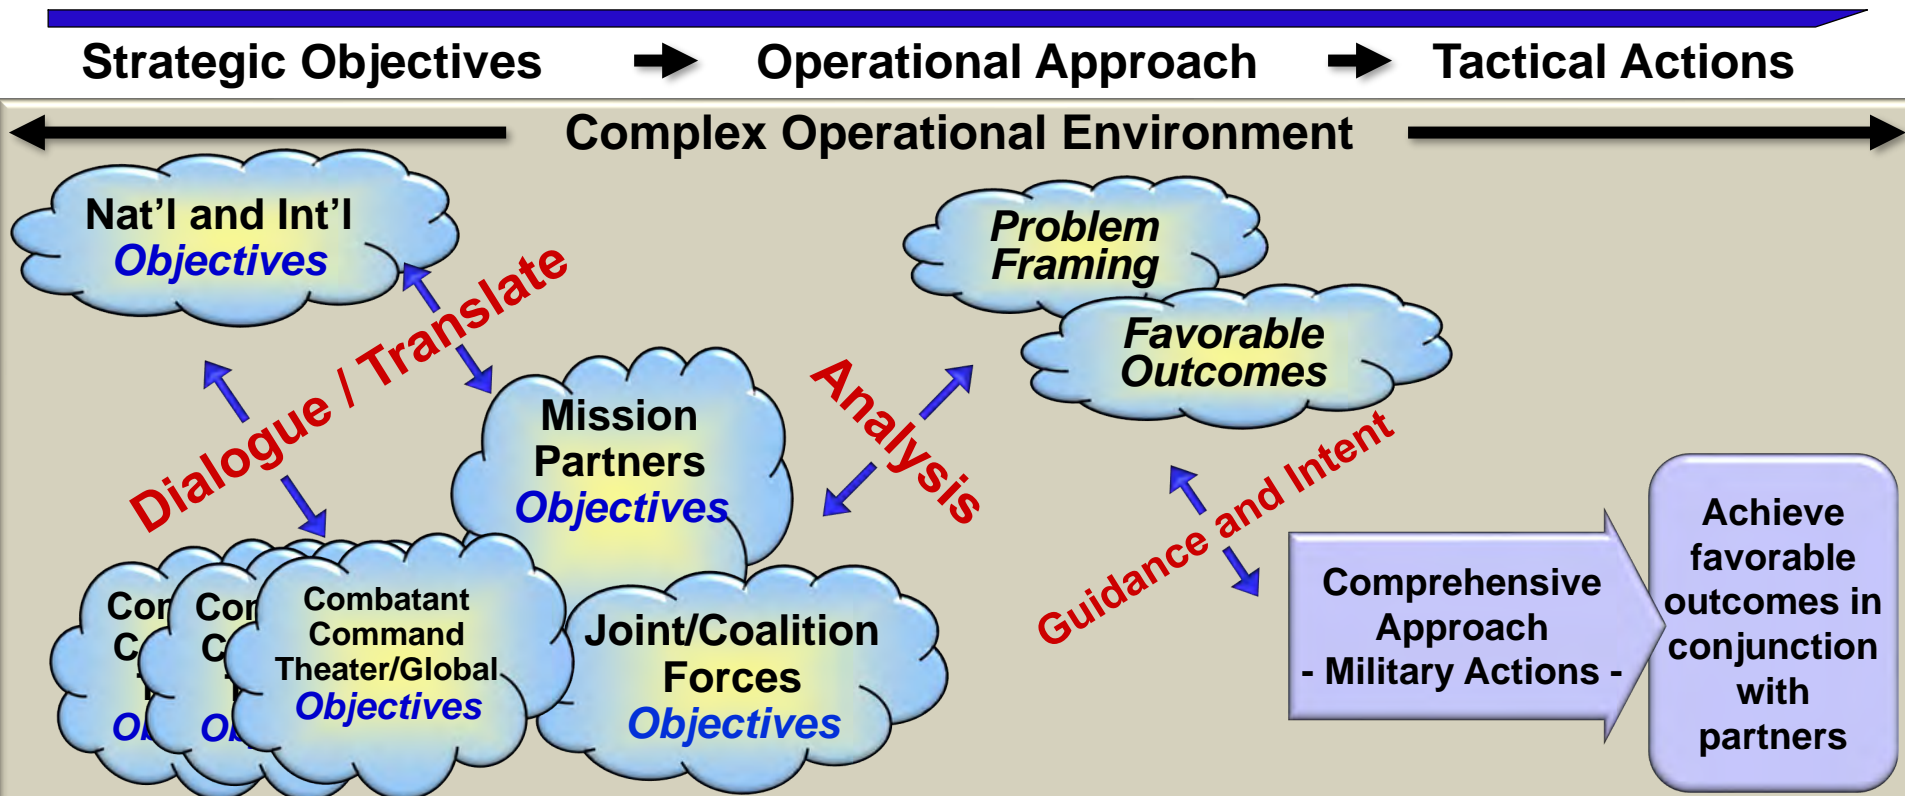 Strategic Objectives
Operational Approach
Tactical Actions
Complex Operational Environment
Nat'l and Int'l
Objectives
Dialogue / Translate
Mission
Partners
Objectives
Combatant
Command
Theater/Global
Objectives
Joint/Coalition
Forces
Objectives
Analysis
Problem
Framing
Favorable
Outcomes
Guidance and Intent
Comprehensive
Approach
- Military Actions -
Achieve
favorable
outcomes in
conjunction
with
partners